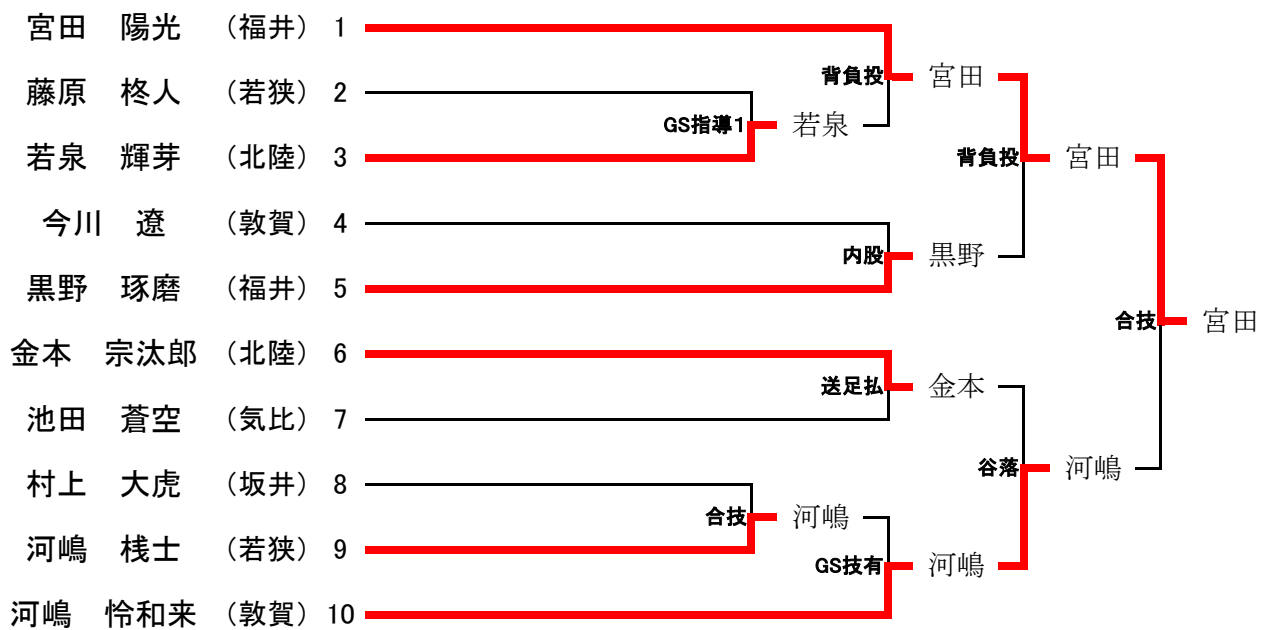 宮田　陽光　（福井）　1
背負投　宮田
藤原　柊人　（若狭）　2
GS指導1　若泉
若泉　輝芽　（北陸）　3
背負投　宮田
今川　遼　（敦賀）　4
内股　黒野
黒野　琢磨　（福井）　5
合技　宮田
金本　宗汰郎　（北陸）　6
送足払　金本
池田　蒼空　（気比）　7
谷落　河嶋
村上　大虎　（坂井）　8
合技　河嶋
河嶋　桟士　（若狭）　9
GS技有　河嶋
河嶋　怜和来　（敦賀）　10